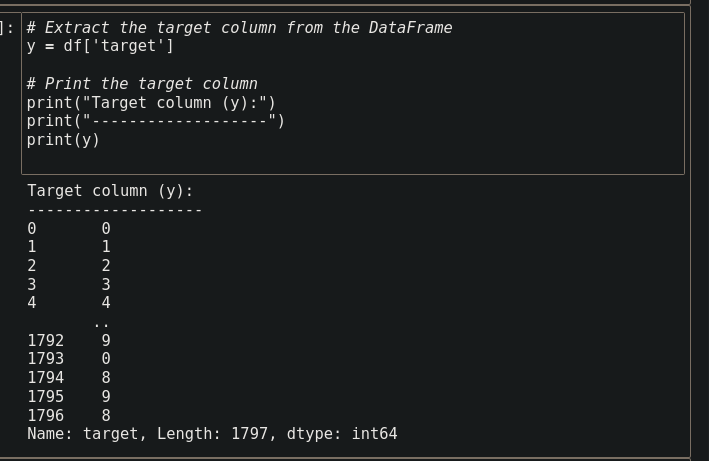 ]: # Extract the target column from the DataFrame
y = df['target']
# Print the target column
print("Target column (y):")
print("-------------------")
print(y)
Target column (y):
-------------------
0       0
1       1
2       2
3       3
4       4
       ..
1792    9
1793    0
1794    8
1795    9
1796    8
Name: target, Length: 1797, dtype: int64